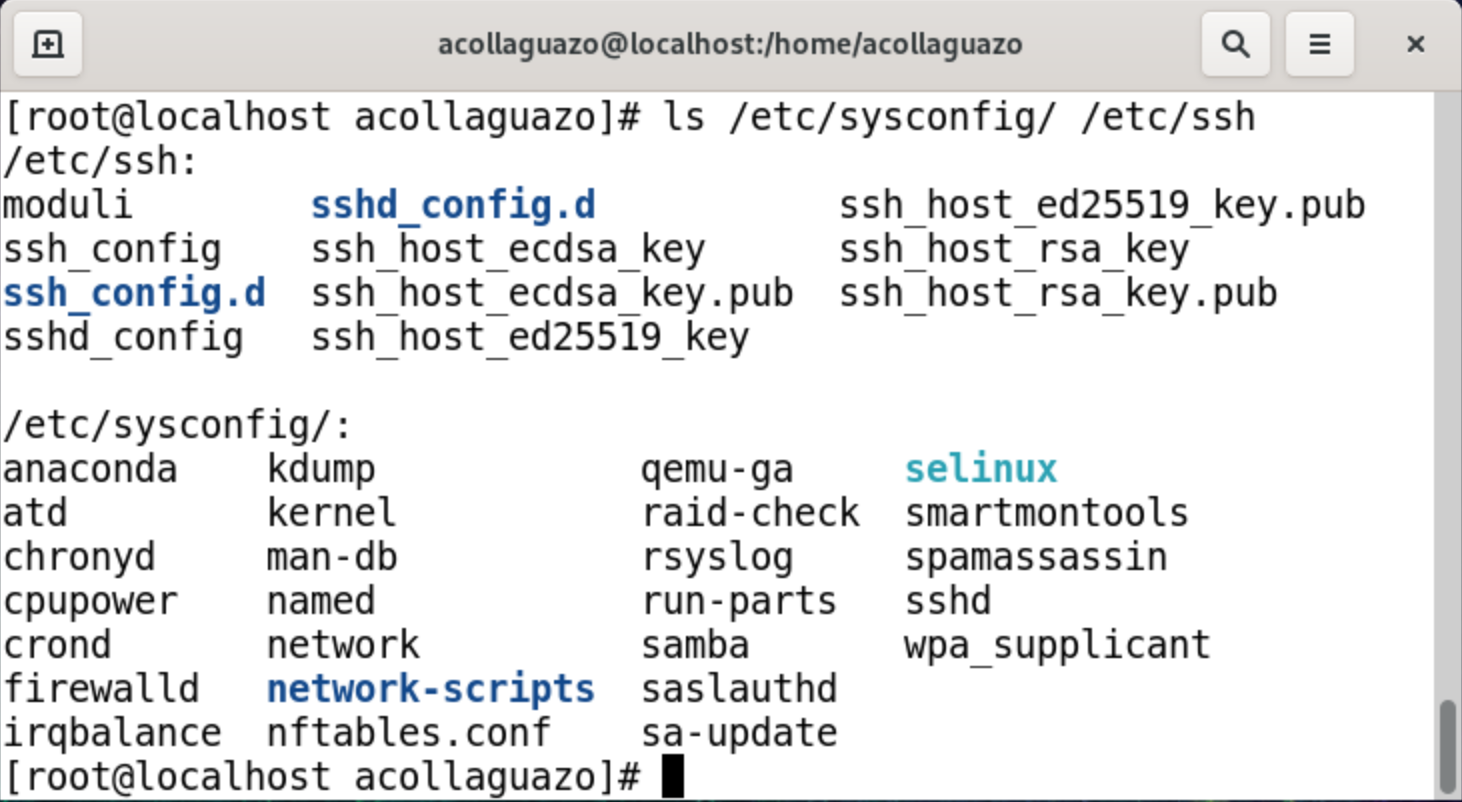 acollaguazo@localhost:/home/acollaguazo
[root@localhost acollaguazo]# ls /etc/sysconfig/ /etc/ssh
/etc/ssh:
moduli        sshd_config.d           ssh_host_ed25519_key.pub
ssh_config    ssh_host_ecdsa_key      ssh_host_rsa_key
ssh_config.d  ssh_host_ecdsa_key.pub  ssh_host_rsa_key.pub
sshd_config   ssh_host_ed25519_key

/etc/sysconfig/:
anaconda    kdump            qemu-ga     selinux
atd         kernel           raid-check  smartmontools
chronyd     man-db           rsyslog     spamassassin
cpupower    named            run-parts   sshd
crond       network          samba       wpa_supplicant
firewalld   network-scripts  saslauthd
irqbalance  nftables.conf    sa-update
[root@localhost acollaguazo]#